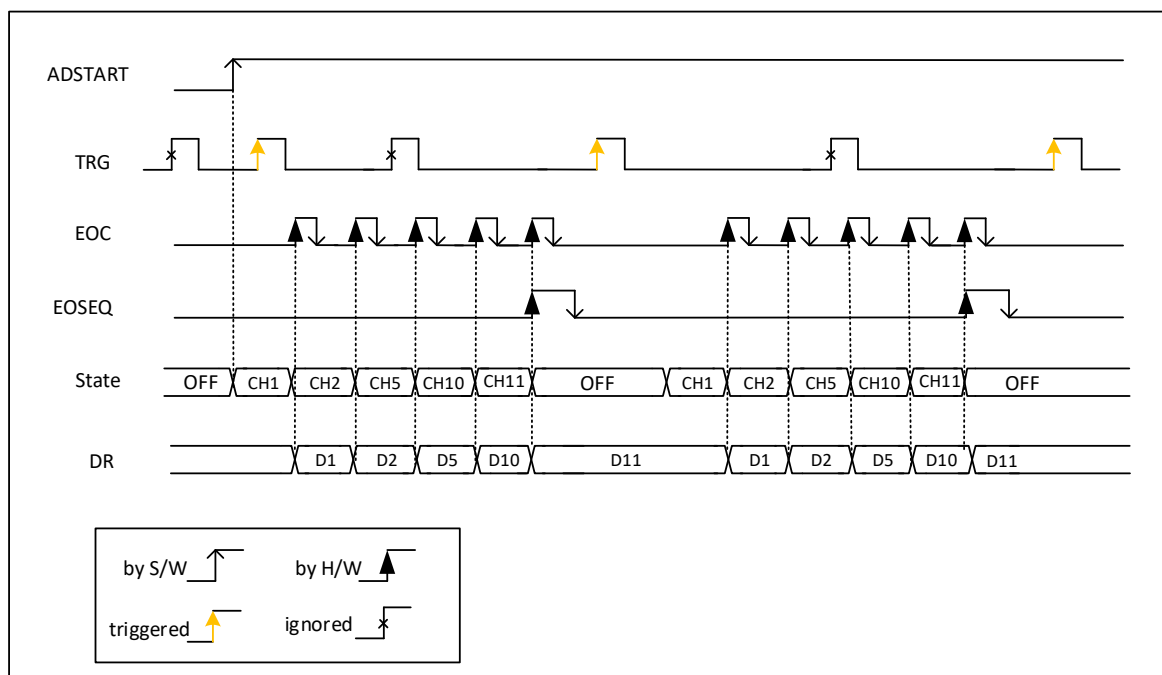 ADSTART
TRG
EOC
EOSEQ
State OFF CH1 CH2 CH5 CH10 CH11 OFF CH1 CH2 CH5 CH10 CH11 OFF
DR D1 D2 D5 D10 D11 D1 D2 D5 D10 D11
by S/W by H/W
triggered ignored